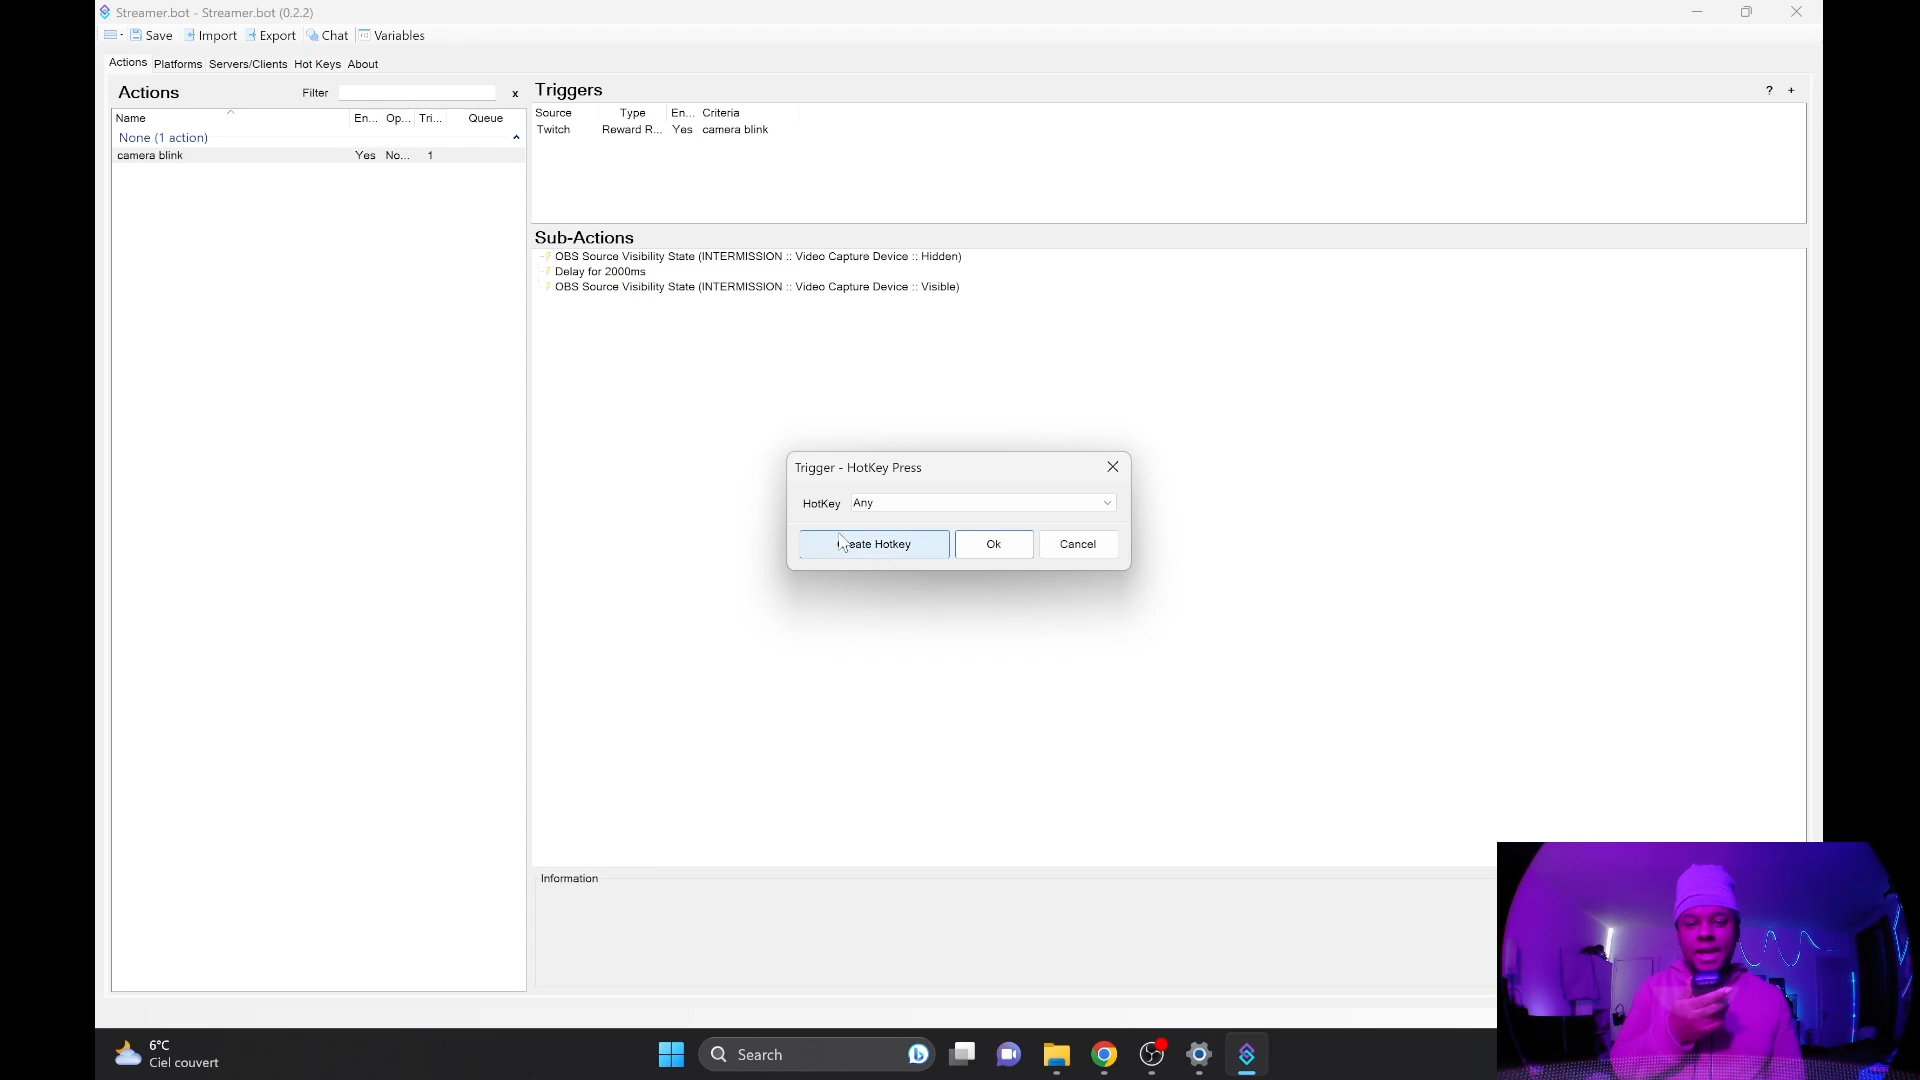 Streamer.bot - Streamer.bot (0.2.2)
Save Import Export Chat Variables
Actions Platforms Servers/Clients Hot Keys About
Actions Filter x
Name En... Op... Tri... Queue
None (1 action)
camera blink Yes No... 1
Triggers ? +
Source Type En... Criteria
Twitch Reward R... Yes camera blink
Sub-Actions
OBS Source Visibility State (INTERMISSION :: Video Capture Device :: Hidden)
Delay for 2000ms
OBS Source Visibility State (INTERMISSION :: Video Capture Device :: Visible)
Trigger - HotKey Press
HotKey Any
Create Hotkey Ok Cancel
Information
6°C
Ciel couvert
Search